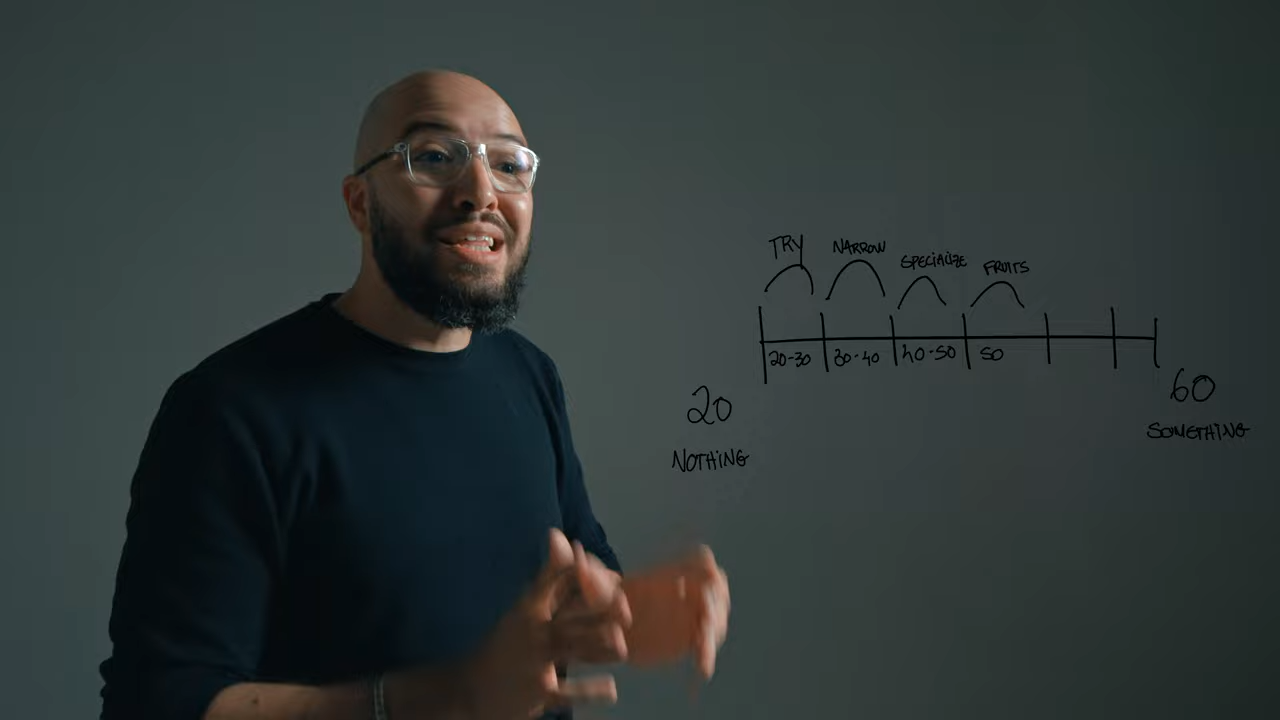 TRY
NARROW
SPECIALIZE
FRUITS
20-30
30-40
40-50
50
20
NOTHING
60
SOMETHING